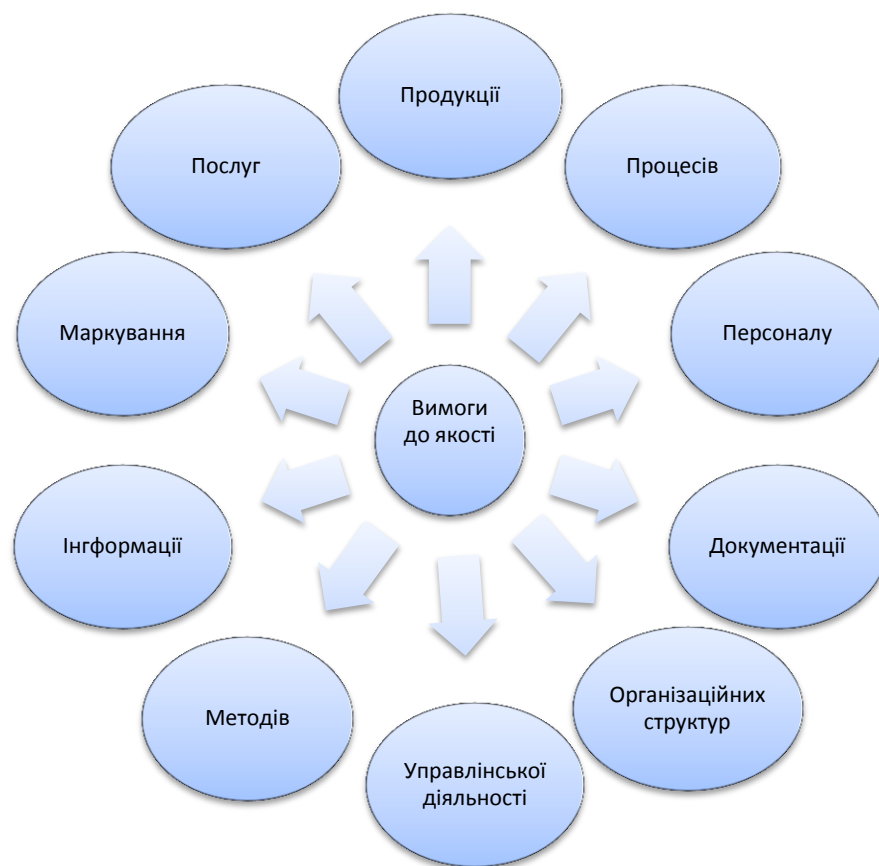 Продукції
Послуг
Процесів
Маркування
Персоналу
Вимоги
до якості
Інгформації
Документації
Методів
Організаційних
структур
Управлінської
діяльності